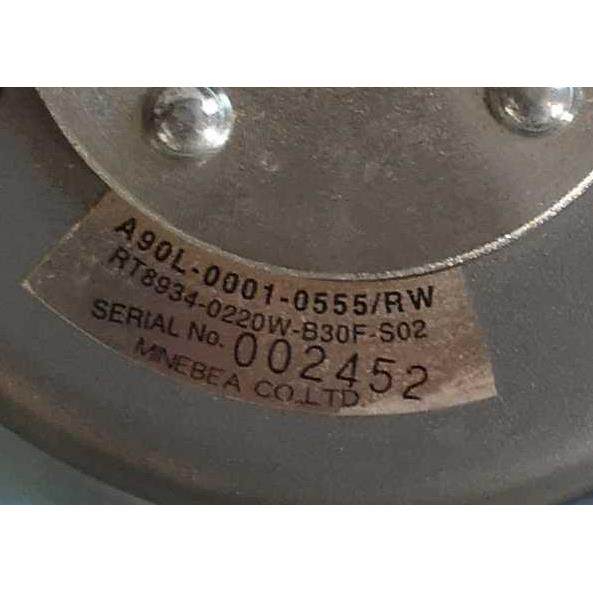 A90L-0001-0555/RW
RT8934-0220W-B30F-S02
SERIAL No. 002452
MINEBEA CO.,LTD.